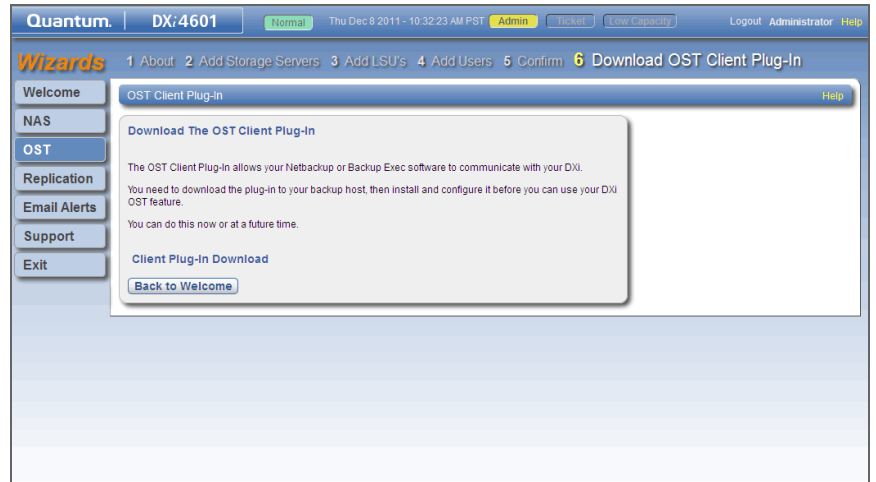 Quantum. DXi4601 Normal Thu Dec 8 2011 - 10:32:23 AM PST Admin Ticket Low Capacity Logout Administrator Help
Wizards 1 About 2 Add Storage Servers 3 Add LSU's 4 Add Users 5 Confirm 6 Download OST Client Plug-In
Welcome
NAS
OST
Replication
Email Alerts
Support
Exit
OST Client Plug-In Help
Download The OST Client Plug-In
The OST Client Plug-In allows your Netbackup or Backup Exec software to communicate with your DXi.
You need to download the plug-in to your backup host, then install and configure it before you can use your DXi
OST feature.
You can do this now or at a future time.
Client Plug-In Download
Back to Welcome